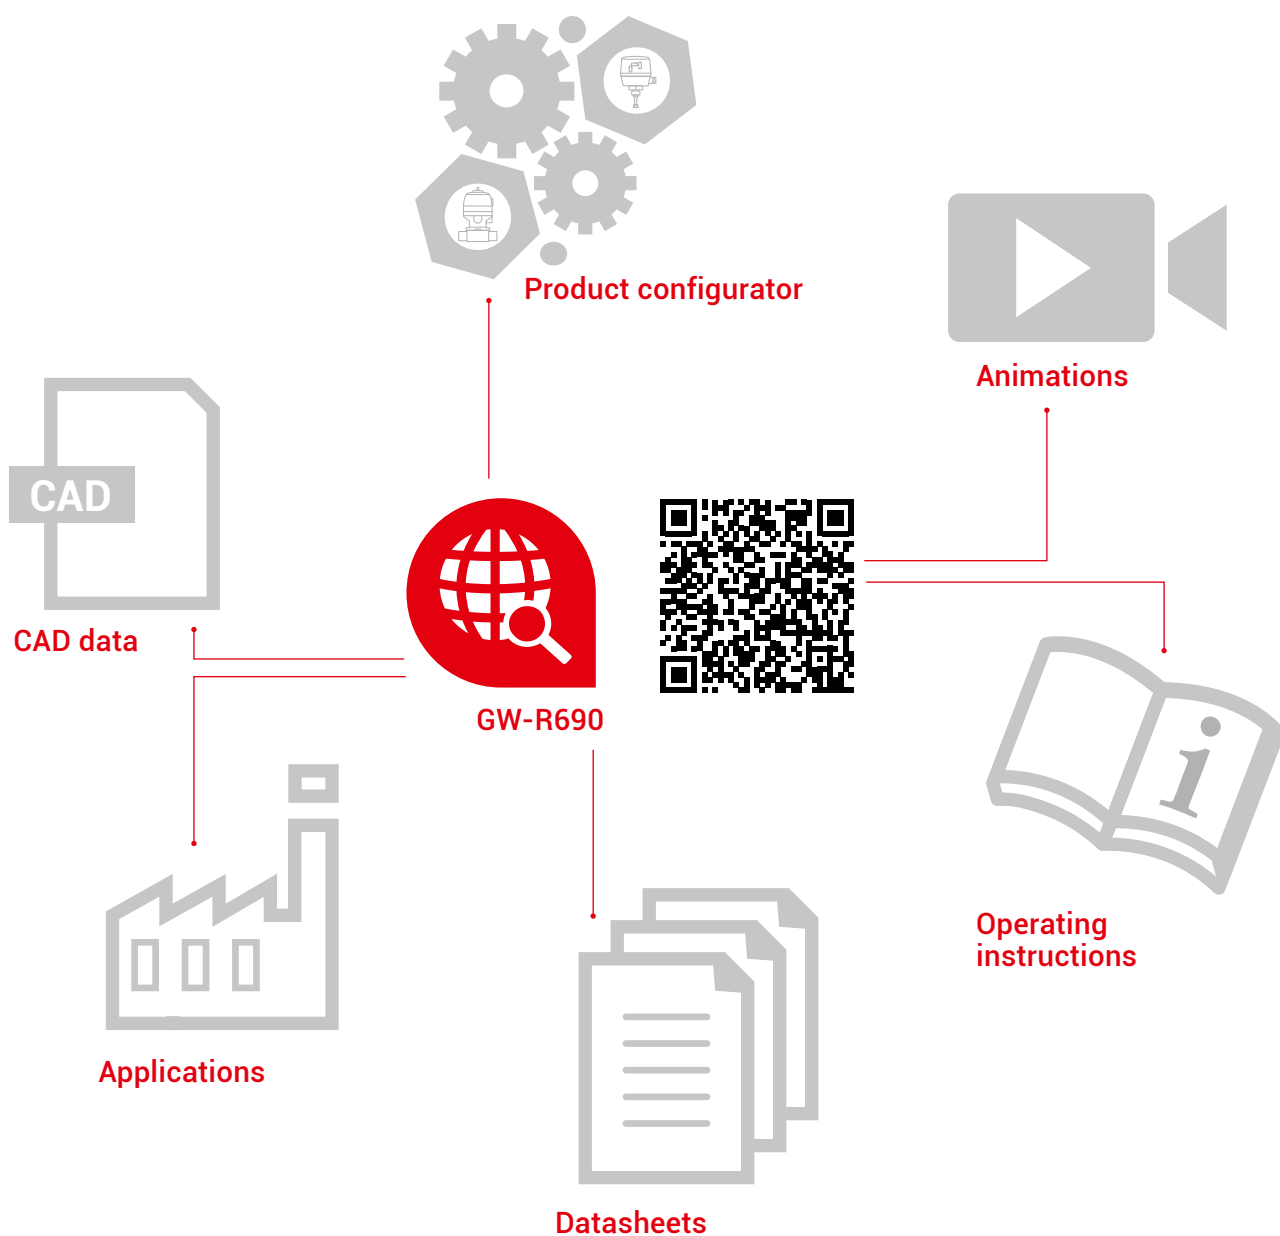 Product configurator
Animations
CAD
CAD data
GW-R690
i
Operating
instructions
Applications
Datasheets